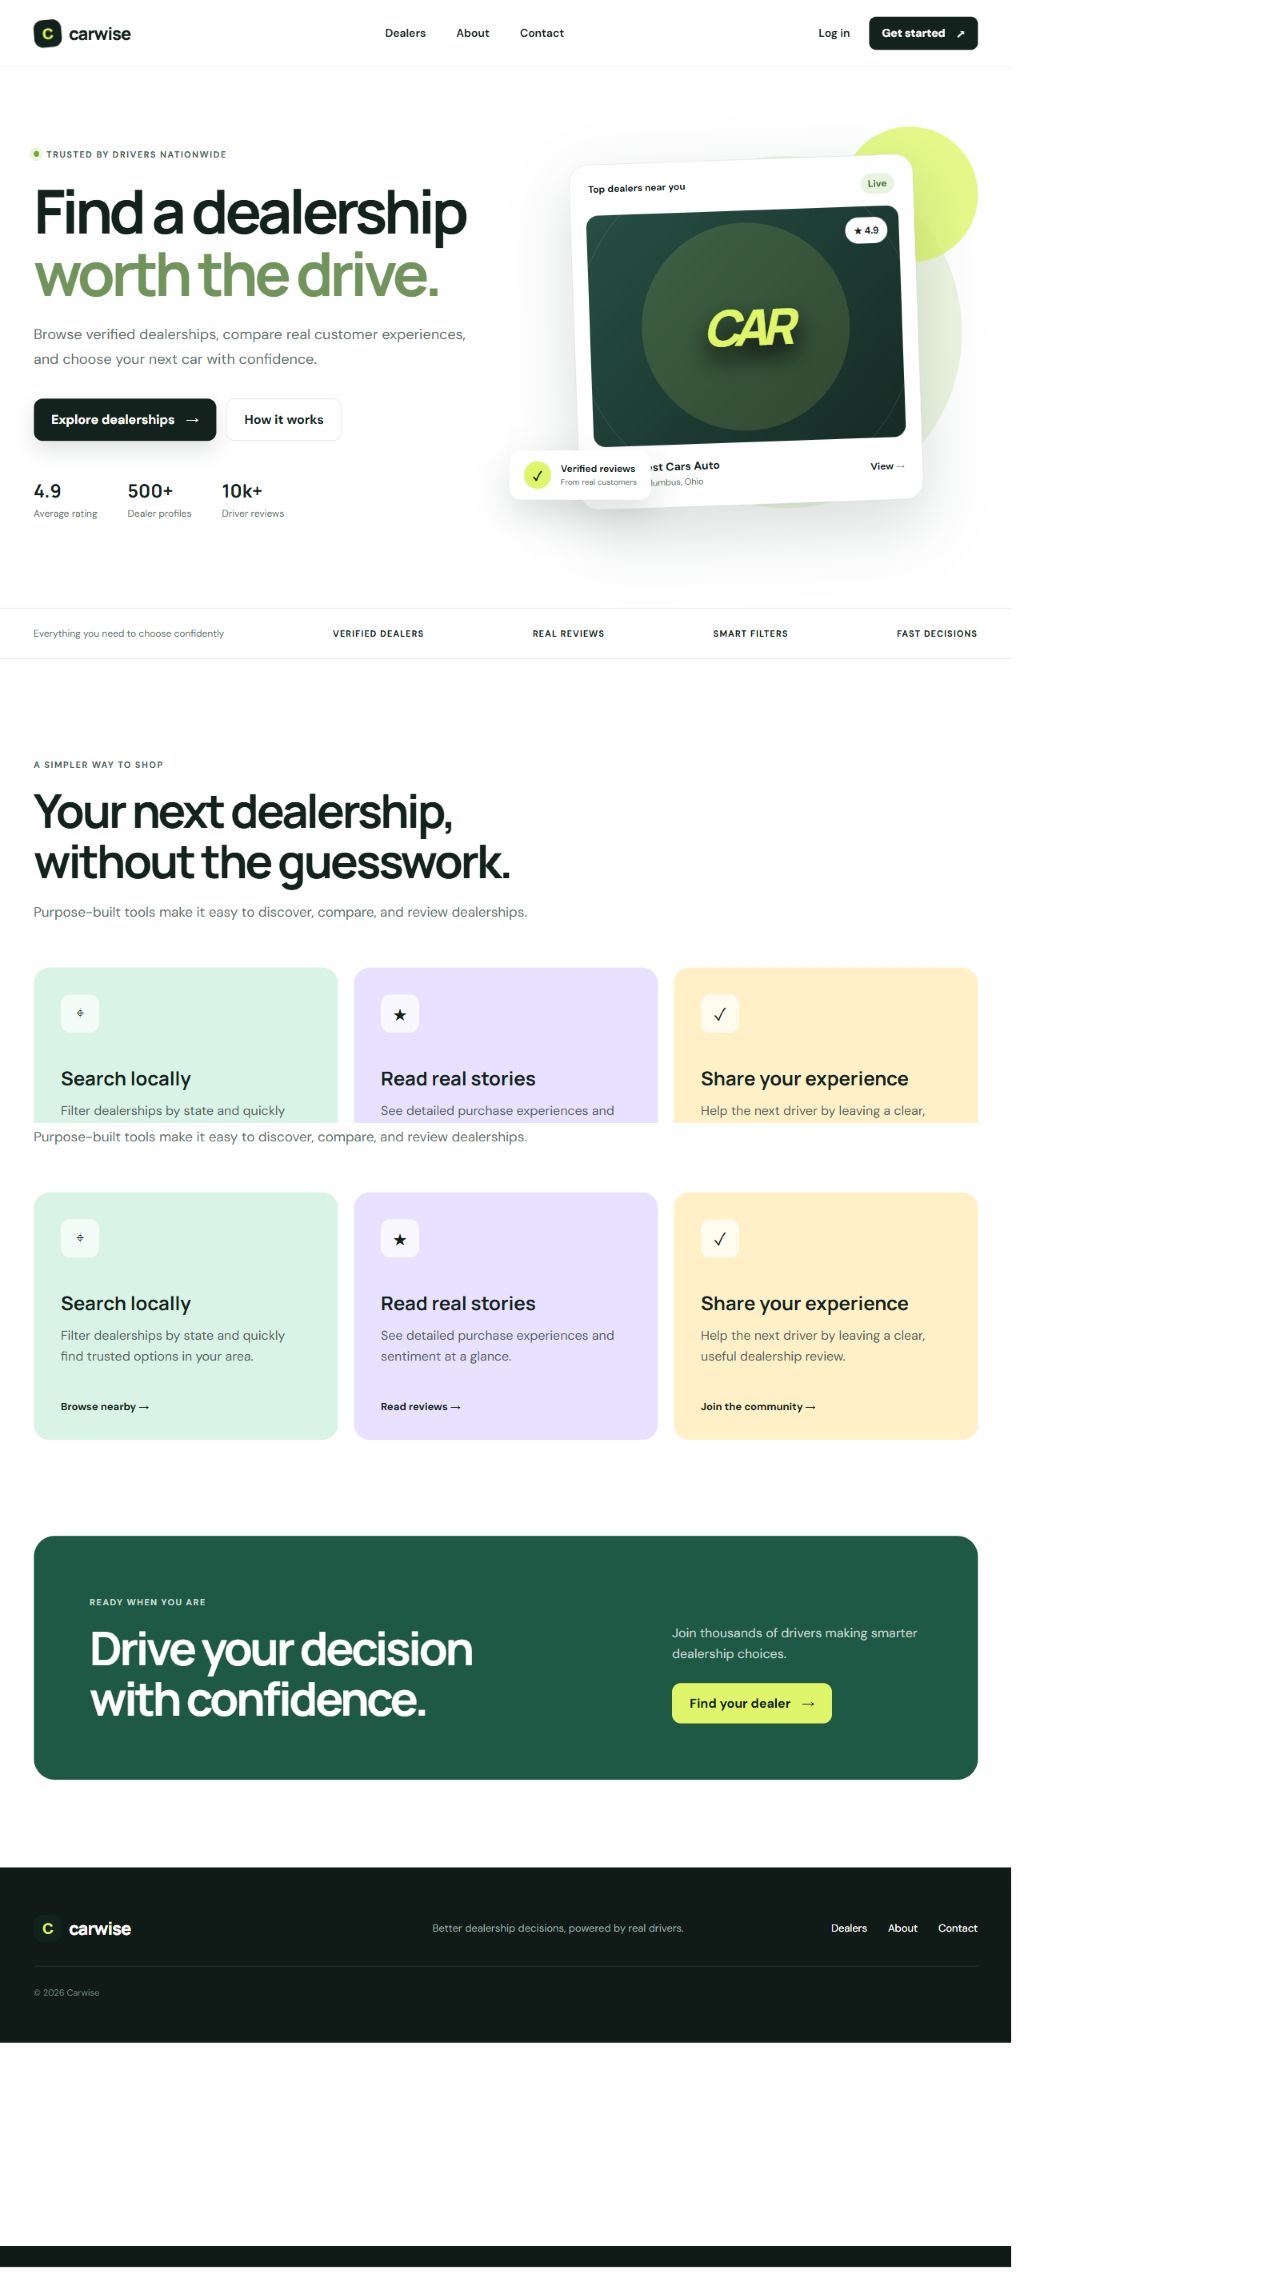 C carwise
Dealers About Contact
Log in
Get started ↗
TRUSTED BY DRIVERS NATIONWIDE
Find a dealership
worth the drive.
Browse verified dealerships, compare real customer experiences,
and choose your next car with confidence.
Explore dealerships →
How it works
4.9
Average rating
500+
Dealer profiles
10k+
Driver reviews
Top dealers near you
Live
★ 4.9
CAR
✓ Verified reviews
From real customers
est Cars Auto
lumbus, Ohio
View →
Everything you need to choose confidently
VERIFIED DEALERS
REAL REVIEWS
SMART FILTERS
FAST DECISIONS
A SIMPLER WAY TO SHOP
Your next dealership,
without the guesswork.
Purpose-built tools make it easy to discover, compare, and review dealerships.
⌖
Search locally
Filter dealerships by state and quickly
★
Read real stories
See detailed purchase experiences and
✓
Share your experience
Help the next driver by leaving a clear,
Purpose-built tools make it easy to discover, compare, and review dealerships.
⌖
Search locally
Filter dealerships by state and quickly
find trusted options in your area.
Browse nearby →
★
Read real stories
See detailed purchase experiences and
sentiment at a glance.
Read reviews →
✓
Share your experience
Help the next driver by leaving a clear,
useful dealership review.
Join the community →
READY WHEN YOU ARE
Drive your decision
with confidence.
Join thousands of drivers making smarter
dealership choices.
Find your dealer →
C carwise
Better dealership decisions, powered by real drivers.
Dealers About Contact
© 2026 Carwise